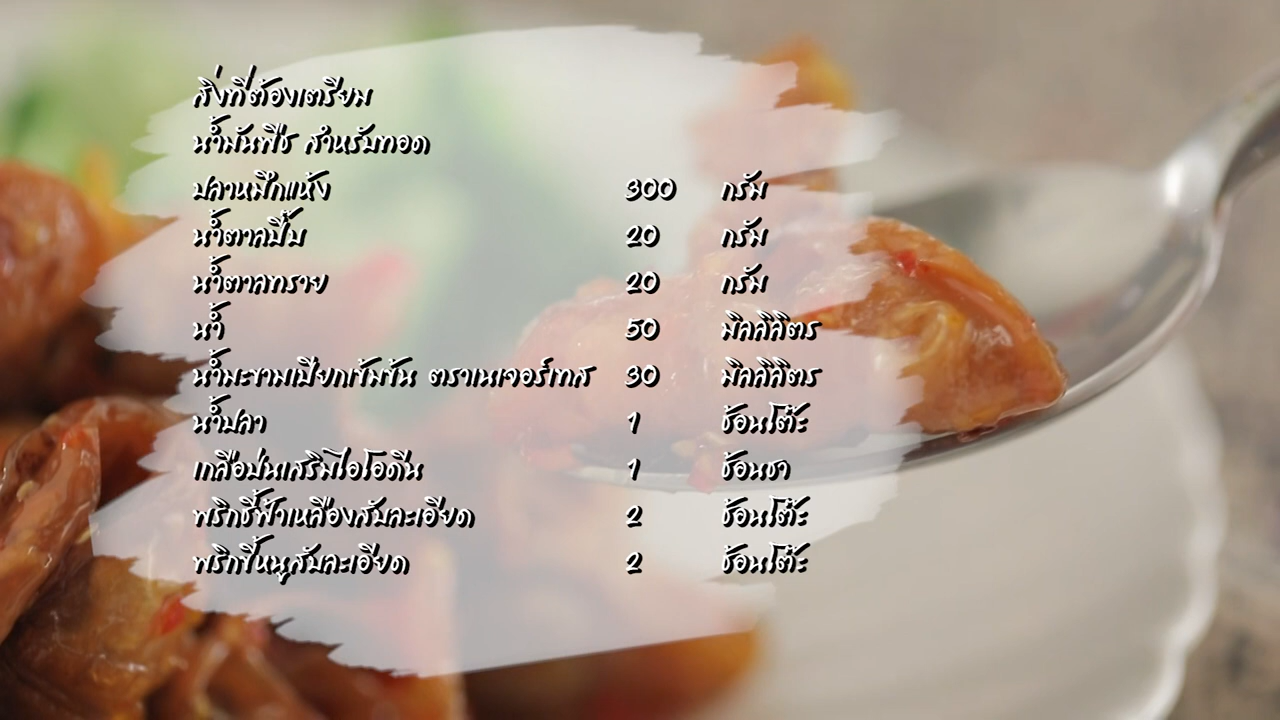 สิ่งที่ต้องเตรียม
น้ำมันพืช สำหรับทอด
ปลาหมึกแห้ง 300 กรัม
น้ำตาลปี๊บ 20 กรัม
น้ำตาลทราย 20 กรัม
น้ำ 50 มิลลิลิตร
น้ำมะขามเปียกเข้มข้น ตราเนเจอร์เทส 30 มิลลิลิตร
น้ำปลา 1 ช้อนโต๊ะ
เกลือป่นเสริมไอโอดีน 1 ช้อนชา
พริกชี้ฟ้าเหลืองสับละเอียด 2 ช้อนโต๊ะ
พริกขี้หนูสับละเอียด 2 ช้อนโต๊ะ